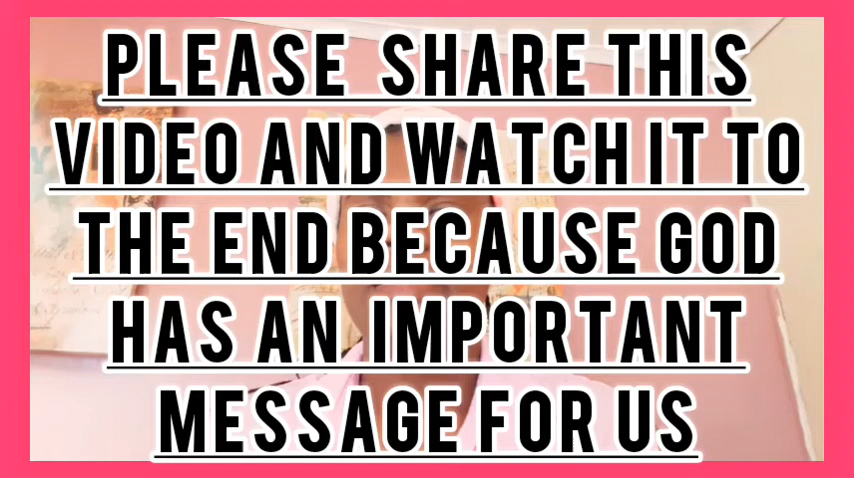 PLEASE SHARE THIS
VIDEO AND WATCH IT TO
THE END BECAUSE GOD
HAS AN IMPORTANT
MESSAGE FOR US